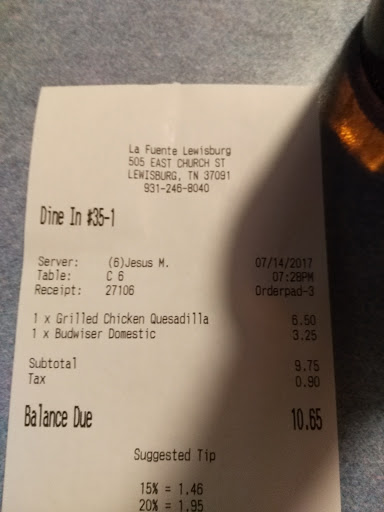 La Fuente Lewisburg
505 EAST CHURCH ST
LEWISBURG, TN 37091
931-246-8040
Dine In #35-1
Server: (6)Jesus M. 07/14/2017
Table: C 6 07:28PM
Receipt: 27106 Orderpad-3
1 x Grilled Chicken Quesadilla 6.50
1 x Budwiser Domestic 3.25
Subtotal 9.75
Tax 0.90
Balance Due 10.65
Suggested Tip
15% = 1.46
20% = 1.95